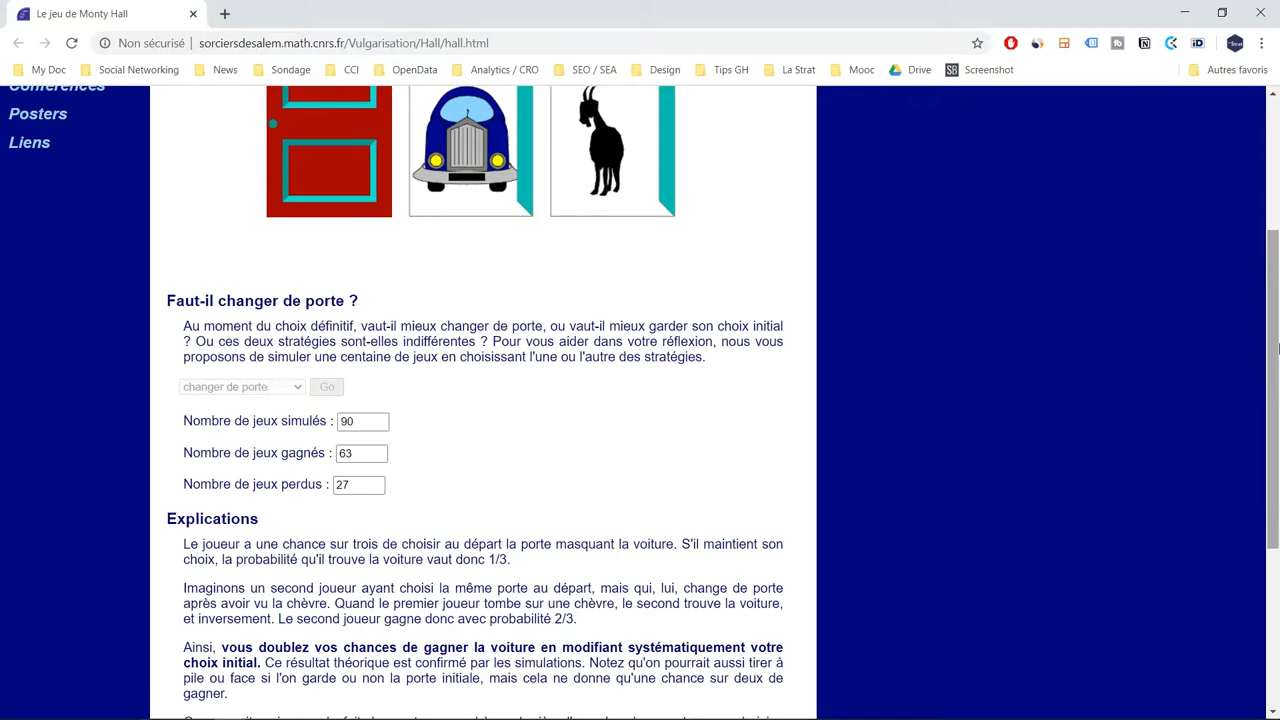 Le jeu de Monty Hall
Non sécurisé sorciersdesalem.math.cnrs.fr/Vulgarisation/Hall/hall.html
My Doc Social Networking News Sondage CCI OpenData Analytics / CRO SEO / SEA Design Tips GH La Strat Mooc Drive SB Screenshot Autres favoris
Conférences
Posters
Liens
Faut-il changer de porte ?
Au moment du choix définitif, vaut-il mieux changer de porte, ou vaut-il mieux garder son choix initial
? Ou ces deux stratégies sont-elles indifférentes ? Pour vous aider dans votre réflexion, nous vous
proposons de simuler une centaine de jeux en choisissant l'une ou l'autre des stratégies.
changer de porte Go
Nombre de jeux simulés : 90
Nombre de jeux gagnés : 63
Nombre de jeux perdus : 27
Explications
Le joueur a une chance sur trois de choisir au départ la porte masquant la voiture. S'il maintient son
choix, la probabilité qu'il trouve la voiture vaut donc 1/3.
Imaginons un second joueur ayant choisi la même porte au départ, mais qui, lui, change de porte
après avoir vu la chèvre. Quand le premier joueur tombe sur une chèvre, le second trouve la voiture,
et inversement. Le second joueur gagne donc avec probabilité 2/3.
Ainsi, vous doublez vos chances de gagner la voiture en modifiant systématiquement votre
choix initial. Ce résultat théorique est confirmé par les simulations. Notez qu'on pourrait aussi tirer à
pile ou face si l'on garde ou non la porte initiale, mais cela ne donne qu'une chance sur deux de
gagner.